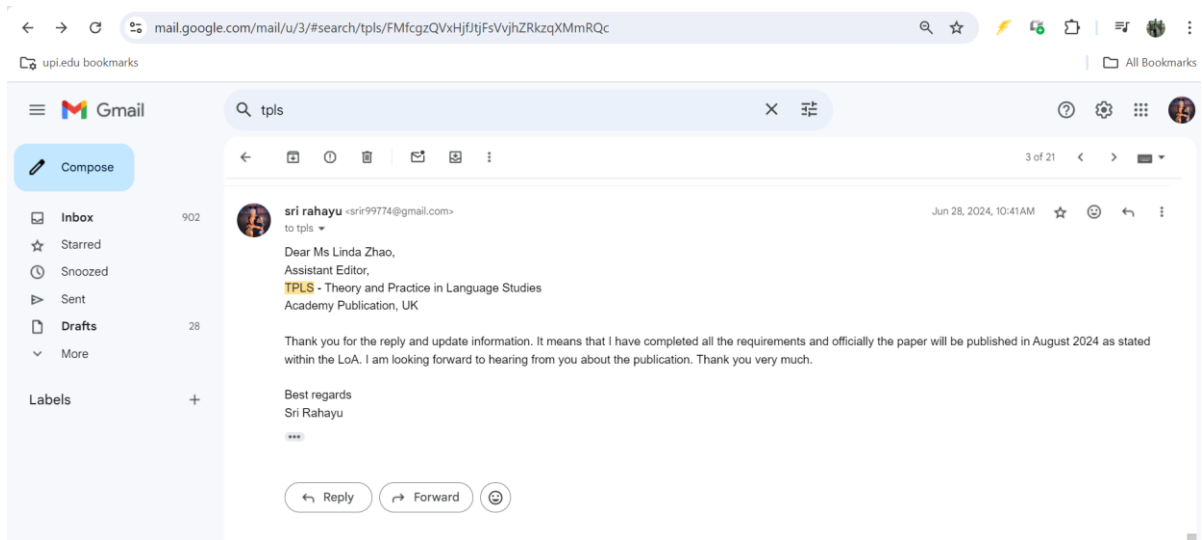 mail.google.com/mail/u/3/#search/tpls/FMfcgzQVxHjfJtjFsVvjhZRkzqXMmRQc
upi.edu bookmarks
All Bookmarks
Gmail
tpls
Compose
3 of 21
Inbox 902
Starred
Snoozed
Sent
Drafts 28
More
Labels
sri rahayu <srir99774@gmail.com>
Jun 28, 2024, 10:41 AM
to tpls
Dear Ms Linda Zhao,
Assistant Editor,
TPLS - Theory and Practice in Language Studies
Academy Publication, UK
Thank you for the reply and update information. It means that I have completed all the requirements and officially the paper will be published in August 2024 as stated
within the LoA. I am looking forward to hearing from you about the publication. Thank you very much.
Best regards
Sri Rahayu
Reply
Forward